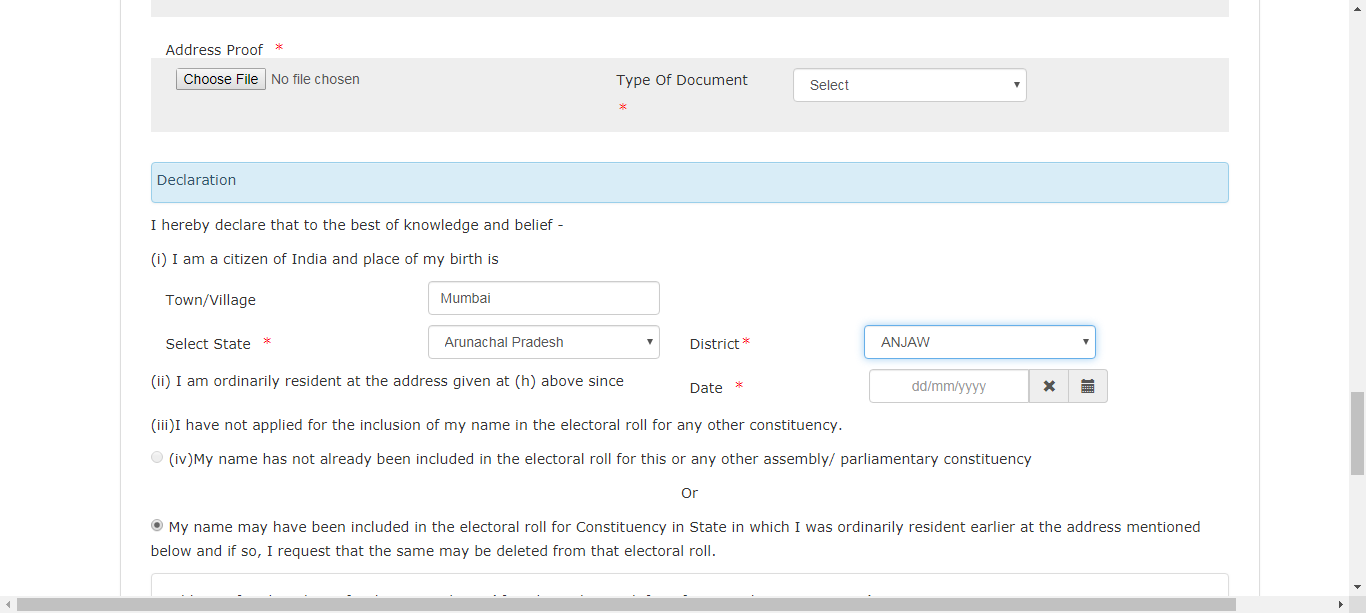 Address Proof *
Choose File No file chosen
Type Of Document
Select
*
Declaration
I hereby declare that to the best of knowledge and belief -
(i) I am a citizen of India and place of my birth is
Town/Village
Mumbai
Select State *
Arunachal Pradesh
District*
ANJAW
(ii) I am ordinarily resident at the address given at (h) above since
Date *
dd/mm/yyyy
(iii)I have not applied for the inclusion of my name in the electoral roll for any other constituency.
(iv)My name has not already been included in the electoral roll for this or any other assembly/ parliamentary constituency
Or
My name may have been included in the electoral roll for Constituency in State in which I was ordinarily resident earlier at the address mentioned
below and if so, I request that the same may be deleted from that electoral roll.